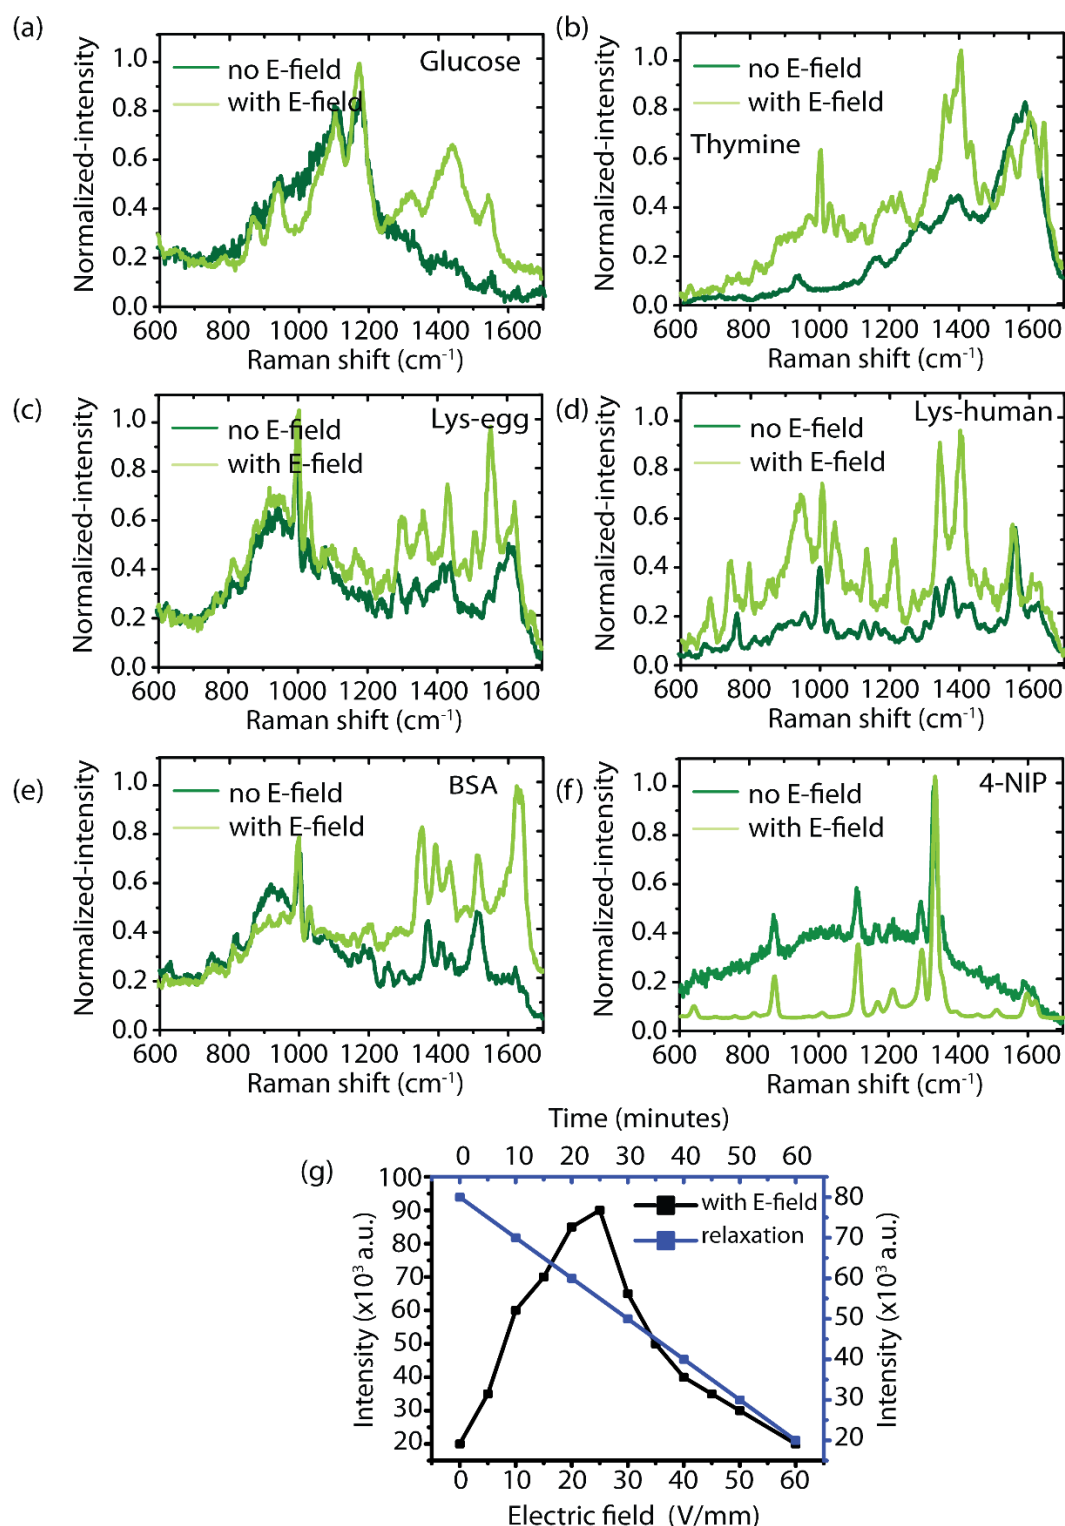 (a)
Normalized-intensity
1.0
0.8
0.6
0.4
0.2
0.0
no E-field
with E-field
Glucose
600 800 1000 1200 1400 1600
Raman shift (cm⁻¹)
(b)
Normalized-intensity
1.0
0.8
0.6
0.4
0.2
0.0
no E-field
with E-field
Thymine
600 800 1000 1200 1400 1600
Raman shift (cm⁻¹)
(c)
Normalized-intensity
1.0
0.8
0.6
0.4
0.2
0.0
no E-field
with E-field
Lys-egg
600 800 1000 1200 1400 1600
Raman shift (cm⁻¹)
(d)
Normalized-intensity
1.0
0.8
0.6
0.4
0.2
0.0
Lys-human
no E-field
with E-field
600 800 1000 1200 1400 1600
Raman shift (cm⁻¹)
(e)
Normalized-intensity
1.0
0.8
0.6
0.4
0.2
0.0
BSA
no E-field
with E-field
600 800 1000 1200 1400 1600
Raman shift (cm⁻¹)
(f)
Normalized-intensity
1.0
0.8
0.6
0.4
0.2
0.0
4-NIP
no E-field
with E-field
600 800 1000 1200 1400 1600
Raman shift (cm⁻¹)
(g)
Time (minutes)
0 10 20 30 40 50 60
Intensity (x10³ a.u.)
100
90
80
70
60
50
40
30
20
with E-field
relaxation
80
70
60
50
40
30
20
Intensity (x10³ a.u.)
0 10 20 30 40 50 60
Electric field (V/mm)